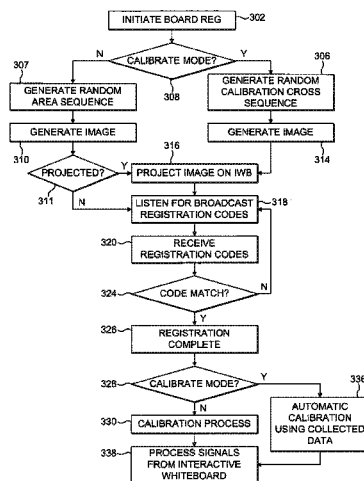 INITIATE BOARD REG
302
CALIBRATE MODE?
N
Y
308
307
306
GENERATE RANDOM
AREA SEQUENCE
GENERATE RANDOM
CALIBRATION CROSS
SEQUENCE
GENERATE IMAGE
310
GENERATE IMAGE
314
316
PROJECTED?
Y
311
N
PROJECT IMAGE ON IWB
LISTEN FOR BROADCAST
REGISTRATION CODES
318
320
RECEIVE
REGISTRATION CODES
324
CODE MATCH?
N
Y
326
REGISTRATION
COMPLETE
328
CALIBRATE MODE?
Y
N
336
AUTOMATIC
CALIBRATION
USING COLLECTED
DATA
330
CALIBRATION PROCESS
338
PROCESS SIGNALS
FROM INTERACTIVE
WHITEBOARD